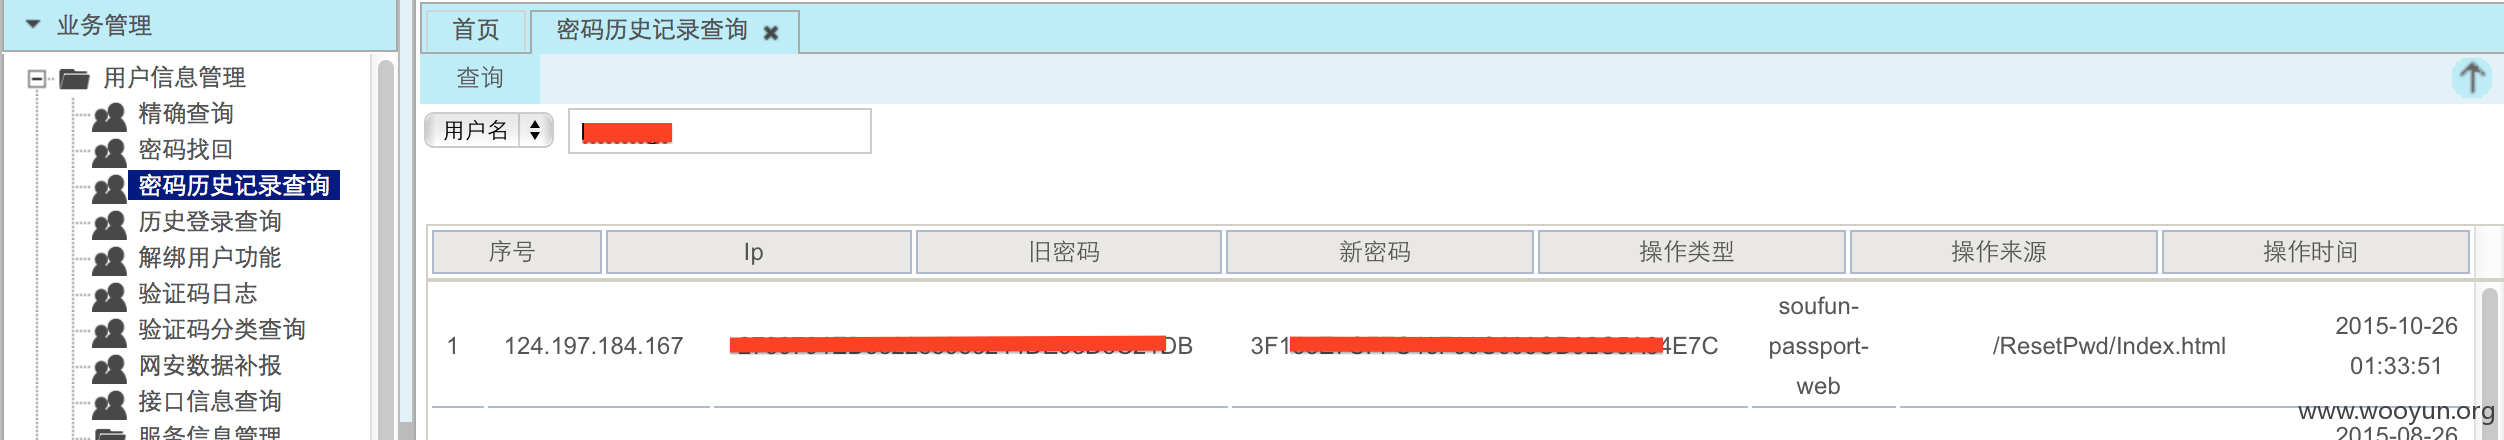 业务管理
用户信息管理
精确查询
密码找回
密码历史记录查询
历史登录查询
解绑用户功能
验证码日志
验证码分类查询
网安数据补报
接口信息查询
服务信息管理
首页
密码历史记录查询
查询
用户名
序号 Ip 旧密码 新密码 操作类型 操作来源 操作时间
1 124.197.184.167 DB 3F1 4E7C soufun-passport-web /ResetPwd/Index.html 2015-10-26 01:33:51
www.wooyun.org
2015-08-26